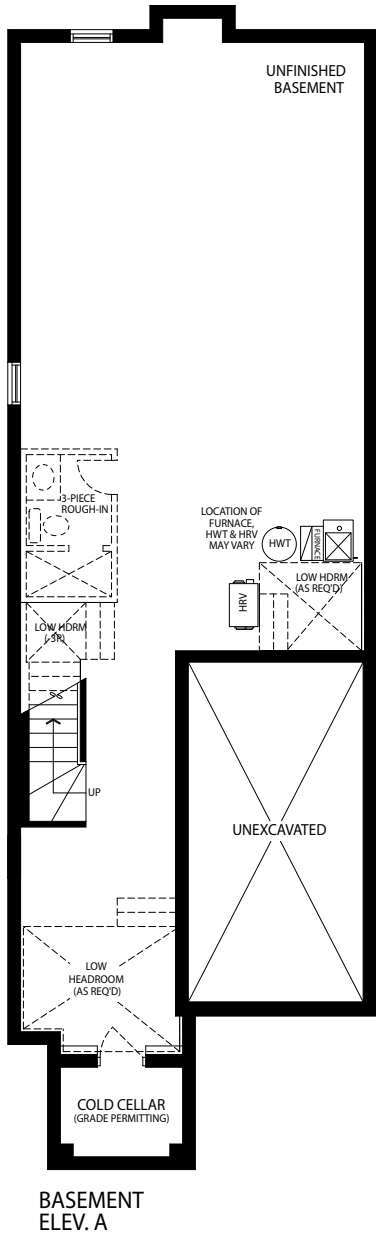 UNFINISHED
BASEMENT
3-PIECE
ROUGH-IN
LOCATION OF
FURNACE,
HWT & HRV
MAY VARY
HWT
FURNACE
LOW HDRM
(AS REQ'D)
HRV
LOW HDRM
(-3R)
UP
UNEXCAVATED
LOW
HEADROOM
(AS REQ'D)
COLD CELLAR
(GRADE PERMITTING)
BASEMENT
ELEV. A